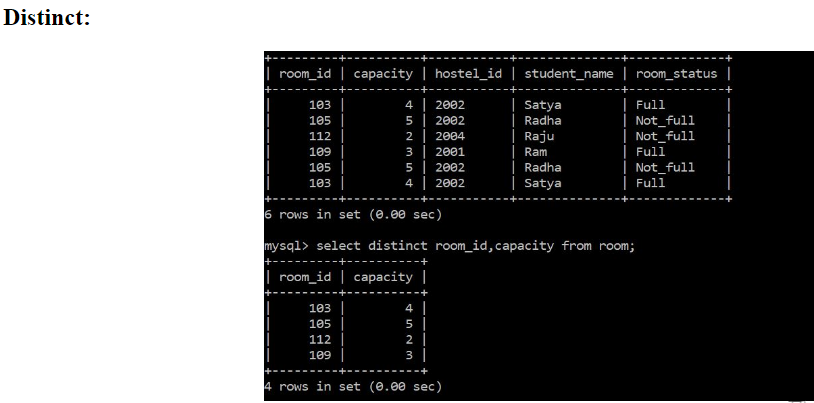 Distinct:
+---------+----------+-----------+--------------+-------------+
| room_id | capacity | hostel_id | student_name | room_status |
+---------+----------+-----------+--------------+-------------+
| 103 | 4 | 2002 | Satya | Full |
| 105 | 5 | 2002 | Radha | Not_full |
| 112 | 2 | 2004 | Raju | Not_full |
| 109 | 3 | 2001 | Ram | Full |
| 105 | 5 | 2002 | Radha | Not_full |
| 103 | 4 | 2002 | Satya | Full |
+---------+----------+-----------+--------------+-------------+
6 rows in set (0.00 sec)
mysql> select distinct room_id,capacity from room;
+---------+----------+
| room_id | capacity |
+---------+----------+
| 103 | 4 |
| 105 | 5 |
| 112 | 2 |
| 109 | 3 |
+---------+----------+
4 rows in set (0.00 sec)